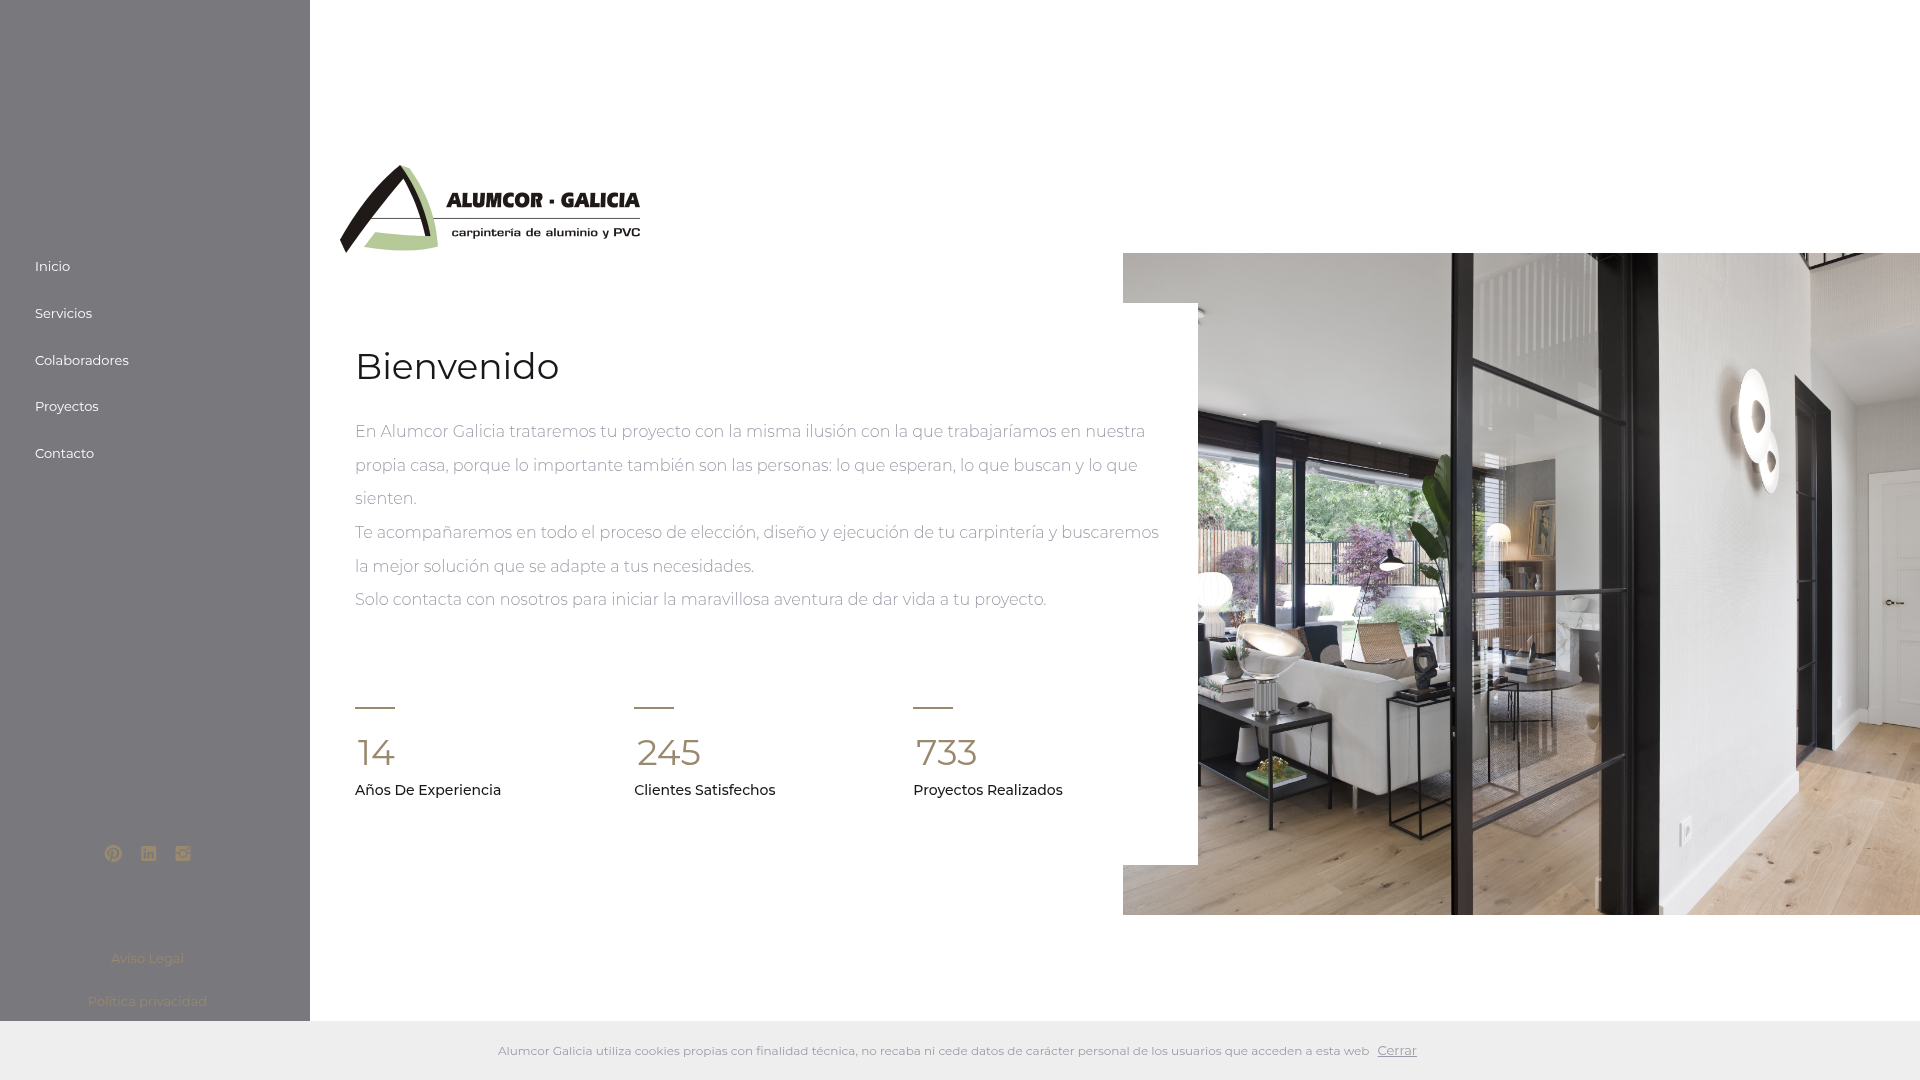 Inicio
Servicios
Colaboradores
Proyectos
Contacto
Aviso Legal
Política privacidad
ALUMCOR - GALICIA
carpintería de aluminio y PVC
Bienvenido
En Alumcor Galicia trataremos tu proyecto con la misma ilusión con la que trabajaríamos en nuestra
propia casa, porque lo importante también son las personas: lo que esperan, lo que buscan y lo que
sienten.
Te acompañaremos en todo el proceso de elección, diseño y ejecución de tu carpintería y buscaremos
la mejor solución que se adapte a tus necesidades.
Solo contacta con nosotros para iniciar la maravillosa aventura de dar vida a tu proyecto.
14
Años De Experiencia
245
Clientes Satisfechos
733
Proyectos Realizados
Alumcor Galicia utiliza cookies propias con finalidad técnica, no recaba ni cede datos de carácter personal de los usuarios que acceden a esta web Cerrar